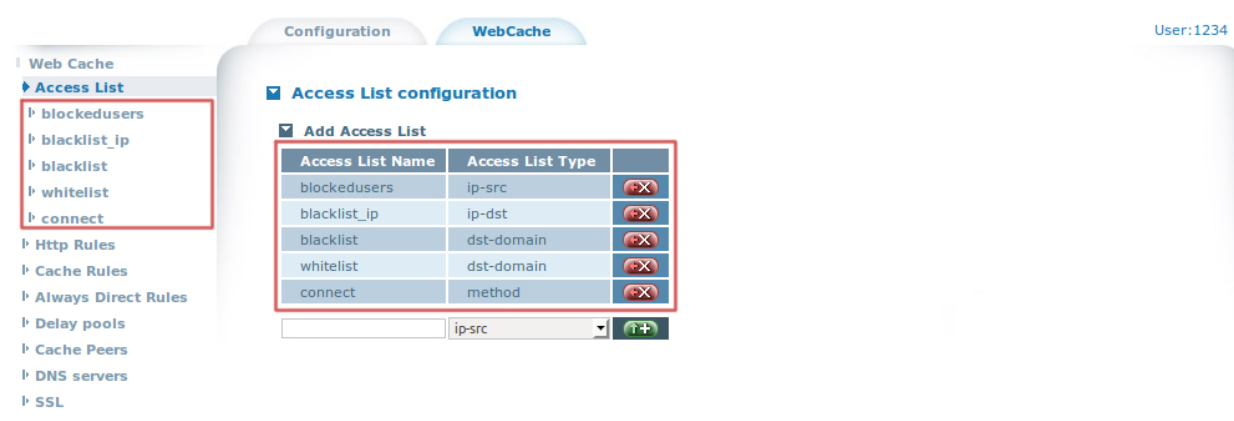 Configuration WebCache User:1234
Web Cache
Access List
blockedusers
blacklist_ip
blacklist
whitelist
connect
Http Rules
Cache Rules
Always Direct Rules
Delay pools
Cache Peers
DNS servers
SSL
Access List configuration
Add Access List
Access List Name Access List Type
blockedusers ip-src
blacklist_ip ip-dst
blacklist dst-domain
whitelist dst-domain
connect method
ip-src